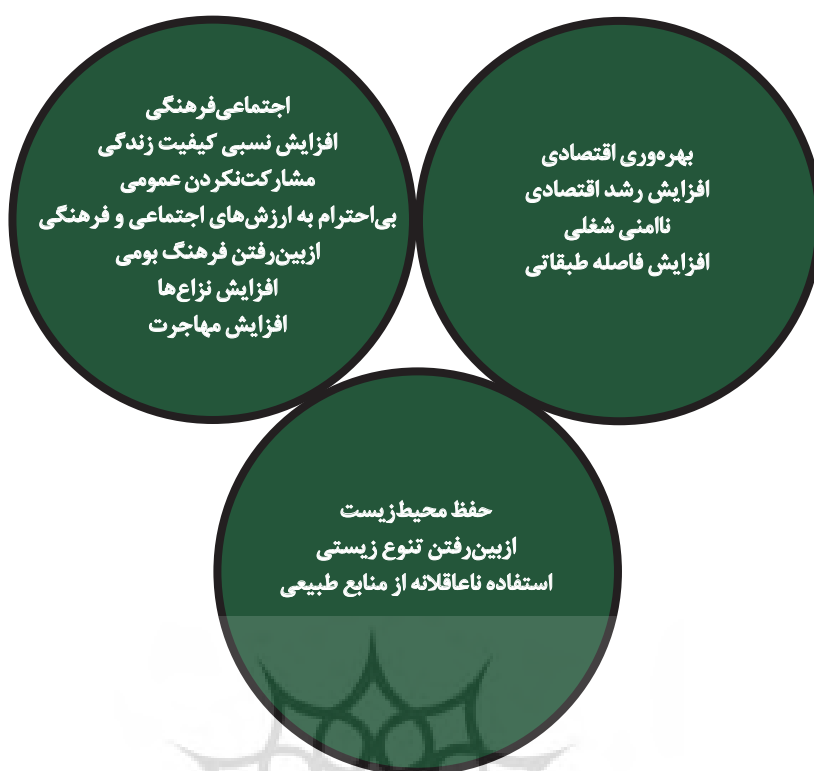 بهره‌وری اقتصادی
افزایش رشد اقتصادی
ناامنی شغلی
افزایش فاصله طبقاتی
اجتماعی‌فرهنگی
افزایش نسبی کیفیت زندگی
مشارکت‌نکردن عمومی
بی‌احترام به ارزش‌های اجتماعی و فرهنگی
ازبین‌رفتن فرهنگ بومی
افزایش نزاع‌ها
افزایش مهاجرت
حفظ محیط‌زیست
ازبین‌رفتن تنوع زیستی
استفاده ناعاقلانه از منابع طبیعی